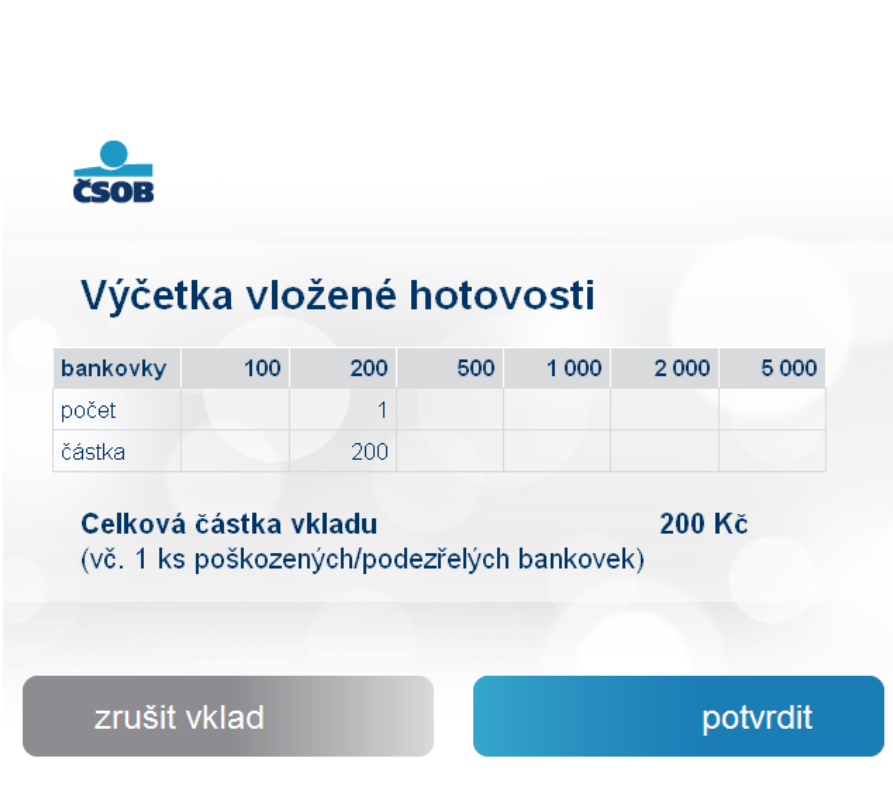 ČSOB
Výčetka vložené hotovosti
bankovky 100 200 500 1 000 2 000 5 000
počet 1
částka 200
Celková částka vkladu 200 Kč
(vč. 1 ks poškozených/podezřelých bankovek)
zrušit vklad potvrdit